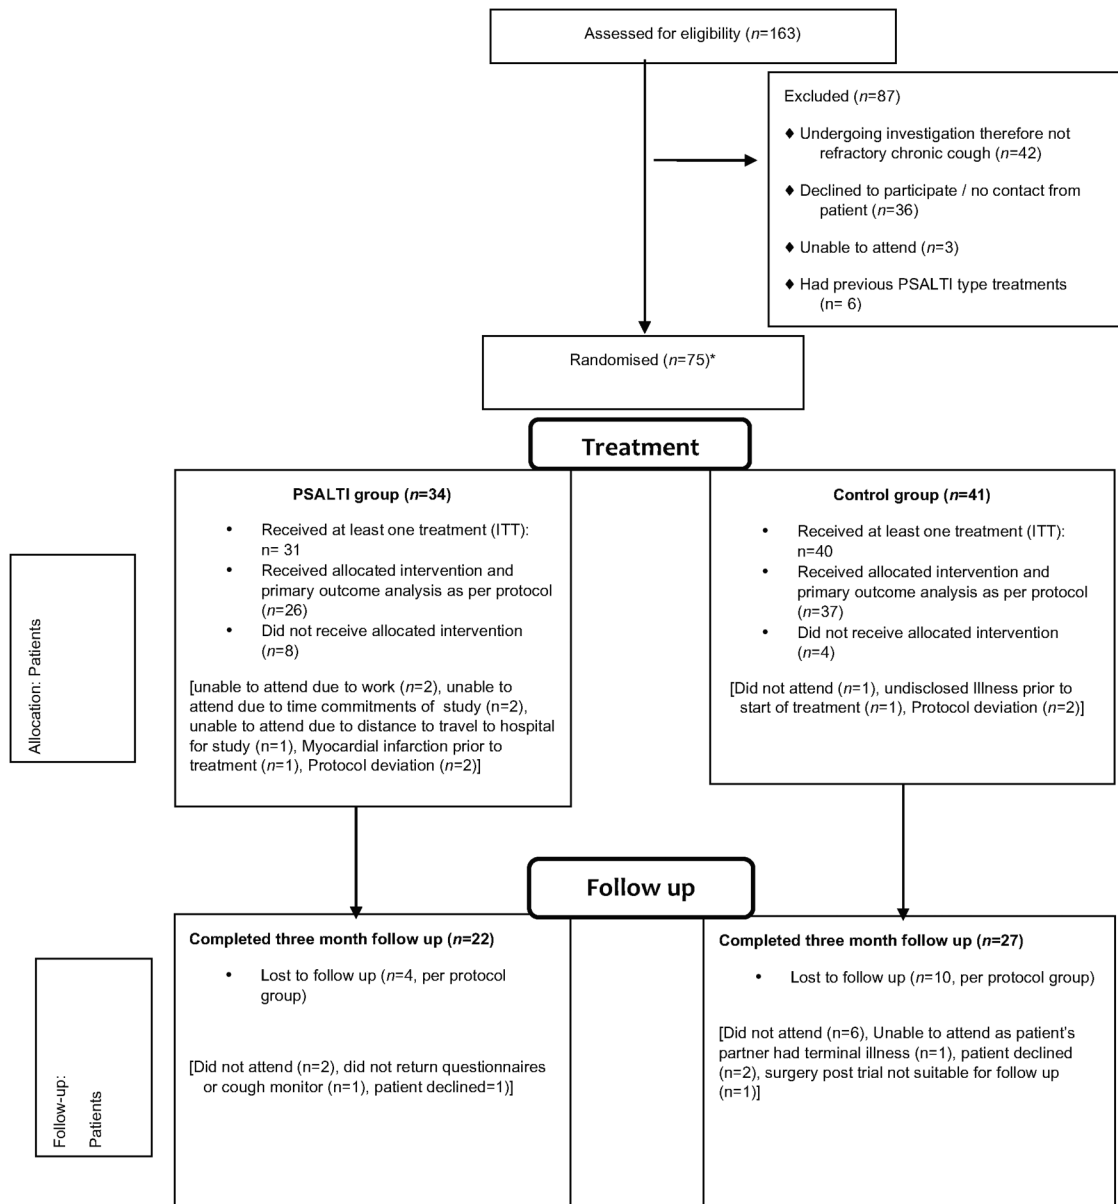 Assessed for eligibility (n=163)
Excluded (n=87)
♦ Undergoing investigation therefore not
refractory chronic cough (n=42)
♦ Declined to participate / no contact from
patient (n=36)
♦ Unable to attend (n=3)
♦ Had previous PSALTI type treatments
(n= 6)
Randomised (n=75)*
Treatment
Allocation: Patients
PSALTI group (n=34)
• Received at least one treatment (ITT):
n= 31
• Received allocated intervention and
primary outcome analysis as per protocol
(n=26)
• Did not receive allocated intervention
(n=8)
[unable to attend due to work (n=2), unable to
attend due to time commitments of study (n=2),
unable to attend due to distance to travel to hospital
for study (n=1), Myocardial infarction prior to
treatment (n=1), Protocol deviation (n=2)]
Control group (n=41)
• Received at least one treatment (ITT):
n=40
• Received allocated intervention and
primary outcome analysis as per protocol
(n=37)
• Did not receive allocated intervention
(n=4)
[Did not attend (n=1), undisclosed Illness prior to
start of treatment (n=1), Protocol deviation (n=2)]
Follow up
Follow-up:
Patients
Completed three month follow up (n=22)
• Lost to follow up (n=4, per protocol
group)
[Did not attend (n=2), did not return questionnaires
or cough monitor (n=1), patient declined=1)]
Completed three month follow up (n=27)
• Lost to follow up (n=10, per protocol group)
[Did not attend (n=6), Unable to attend as patient's
partner had terminal illness (n=1), patient declined
(n=2), surgery post trial not suitable for follow up
(n=1)]